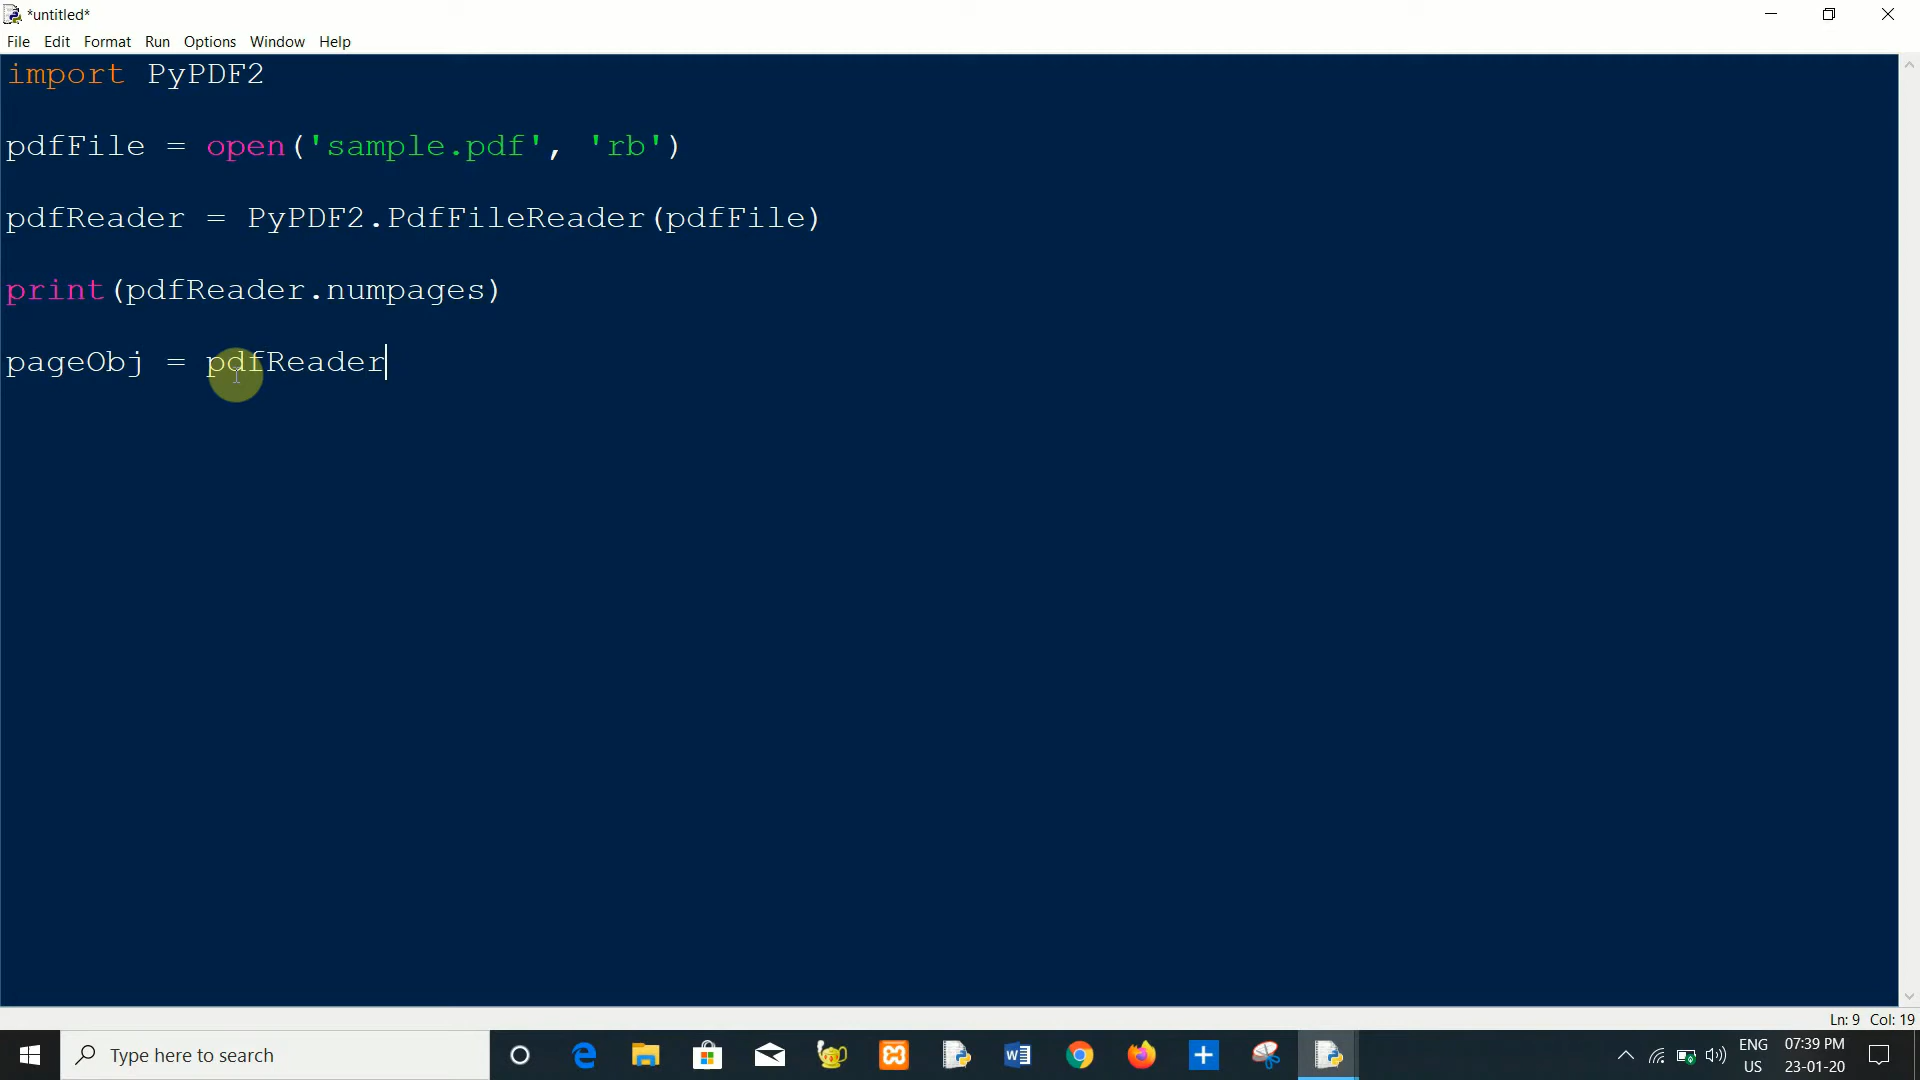 *untitled*
File Edit Format Run Options Window Help
import PyPDF2
pdfFile = open('sample.pdf', 'rb')
pdfReader = PyPDF2.PdfFileReader(pdfFile)
print(pdfReader.numpages)
pageObj = pdfReader
Ln: 9 Col: 19
Type here to search
ENG 07:39 PM
US 23-01-20